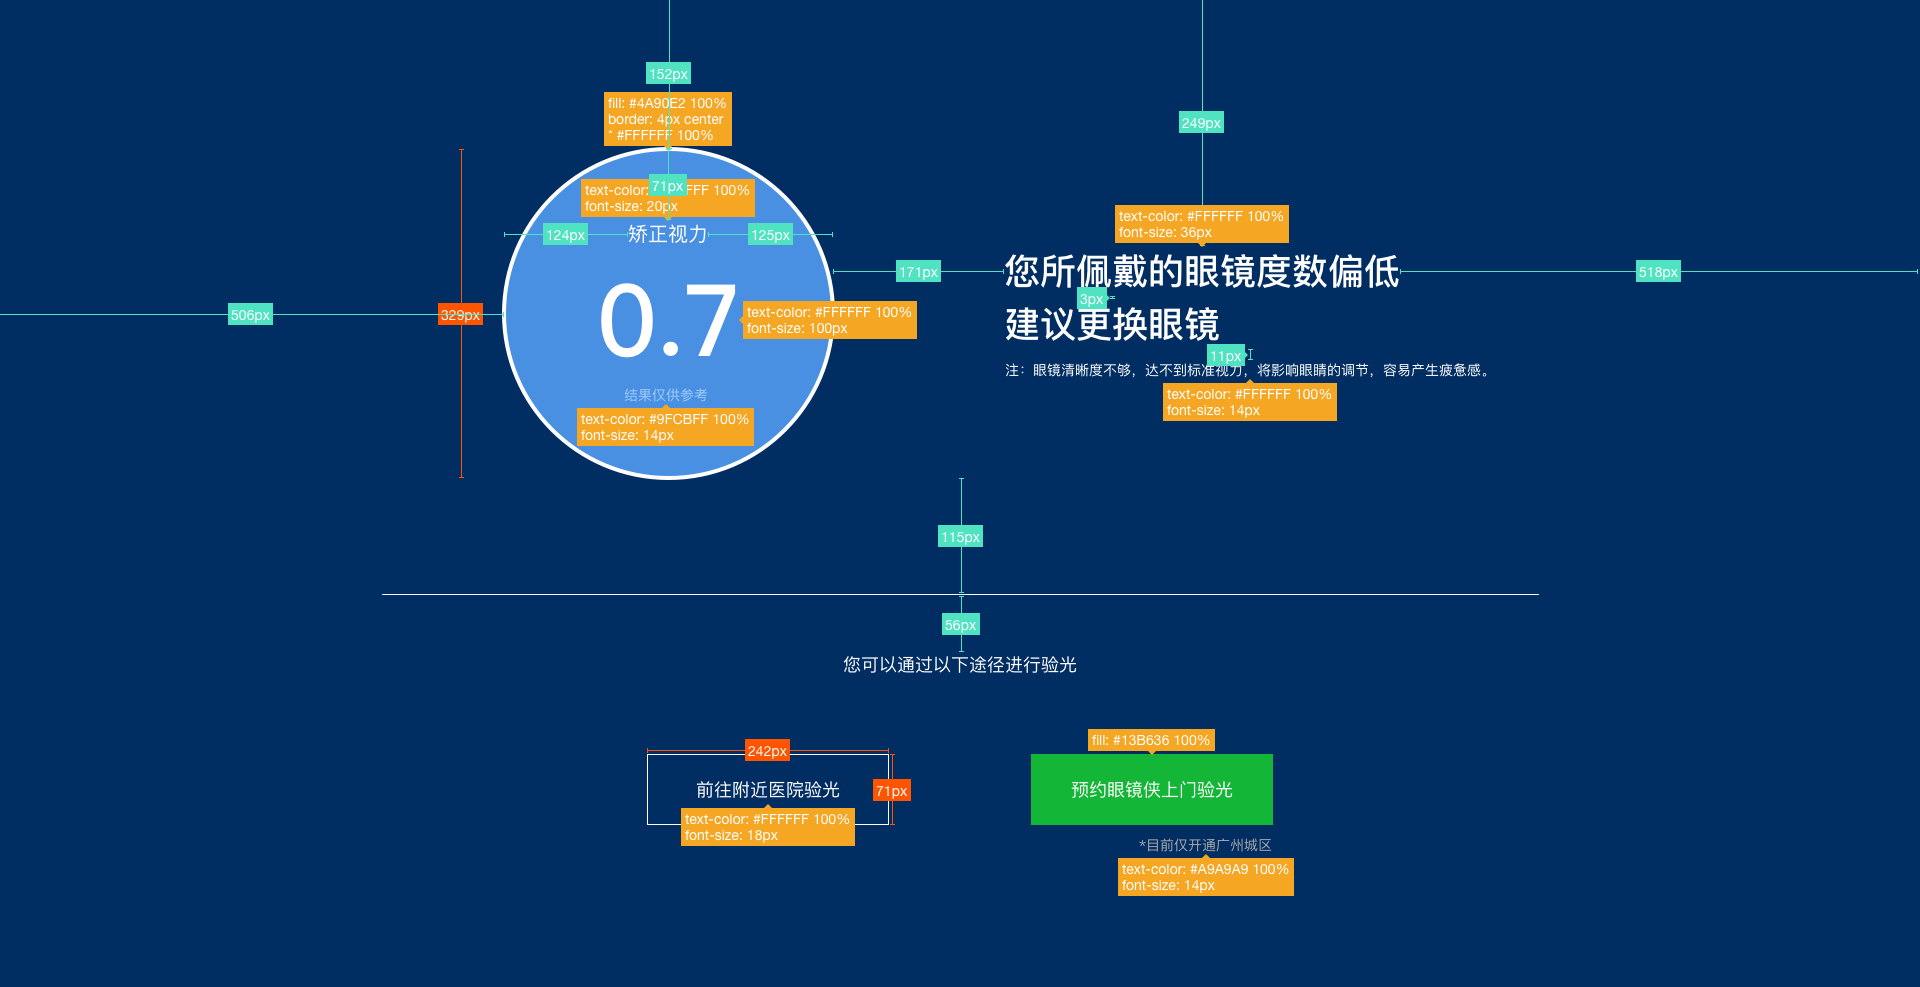 152px
249px
fill: #4A90E2 100%
border: 4px center
* #FFFFFF 100%
text-color: FFF 100%
font-size: 20px
71px
124px
矫正视力
125px
text-color: #FFFFFF 100%
font-size: 36px
171px
您所佩戴的眼镜度数偏低
518px
3px
建议更换眼镜
506px
329px
0.7
text-color: #FFFFFF 100%
font-size: 100px
11px
注：眼镜清晰度不够，达不到标准视力，将影响眼睛的调节，容易产生疲惫感。
text-color: #FFFFFF 100%
font-size: 14px
结果仅供参考
text-color: #9FCBFF 100%
font-size: 14px
115px
56px
您可以通过以下途径进行验光
242px
71px
前往附近医院验光
text-color: #FFFFFF 100%
font-size: 18px
fill: #13B636 100%
预约眼镜侠上门验光
*目前仅开通广州城区
text-color: #A9A9A9 100%
font-size: 14px